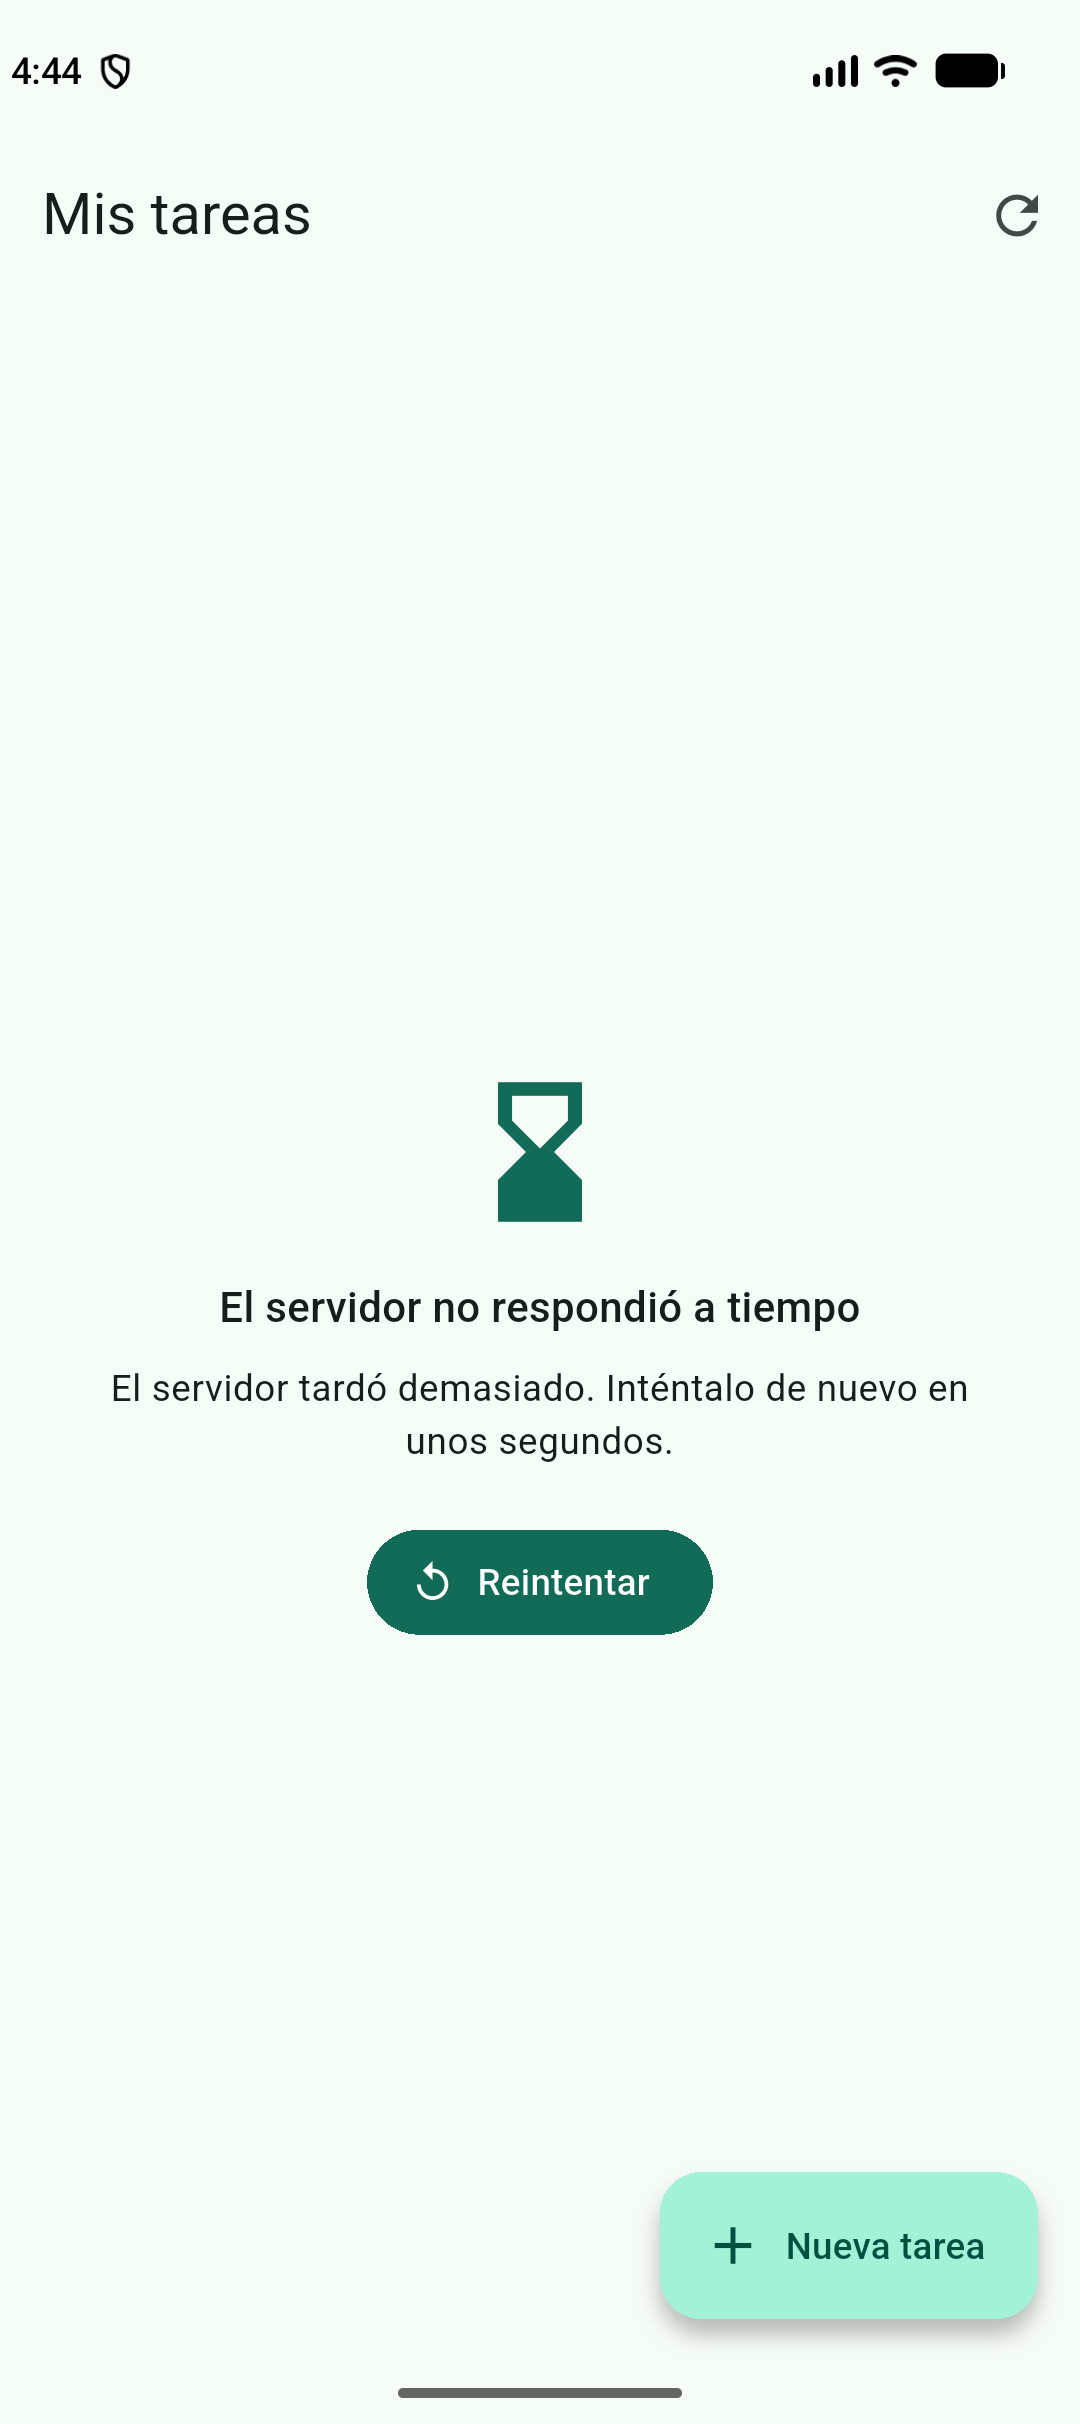 4:44
Mis tareas
El servidor no respondió a tiempo
El servidor tardó demasiado. Inténtalo de nuevo en
unos segundos.
Reintentar
Nueva tarea